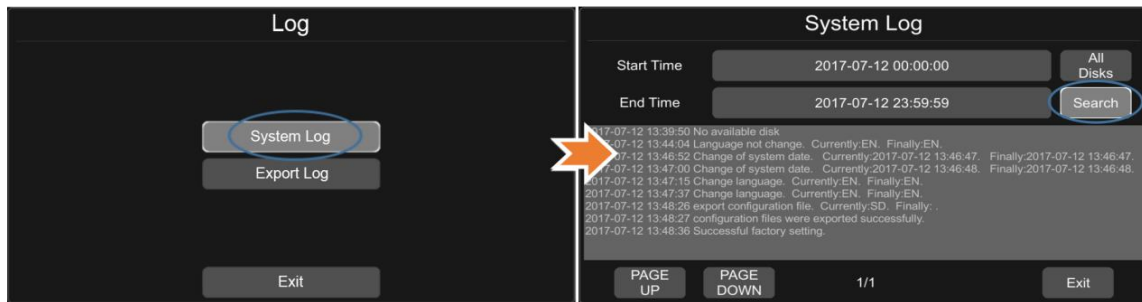 Log
System Log
Export Log
Exit
System Log
Start Time
2017-07-12 00:00:00
All
Disks
End Time
2017-07-12 23:59:59
Search
2017-07-12 13:39:50 No available disk
2017-07-12 13:44:04 Language not change. Currently:EN. Finally:EN.
2017-07-12 13:46:52 Change of system date. Currently:2017-07-12 13:46:47. Finally:2017-07-12 13:46:47.
2017-07-12 13:47:00 Change of system date. Currently:2017-07-12 13:46:48. Finally:2017-07-12 13:46:48.
2017-07-12 13:47:15 Change language. Currently:EN. Finally:EN.
2017-07-12 13:47:37 Change language. Currently:EN. Finally:EN.
2017-07-12 13:48:26 export configuration file. Currently:SD. Finally: .
2017-07-12 13:48:27 configuration files were exported successfully.
2017-07-12 13:48:36 Successful factory setting.
PAGE
UP
PAGE
DOWN
1/1
Exit